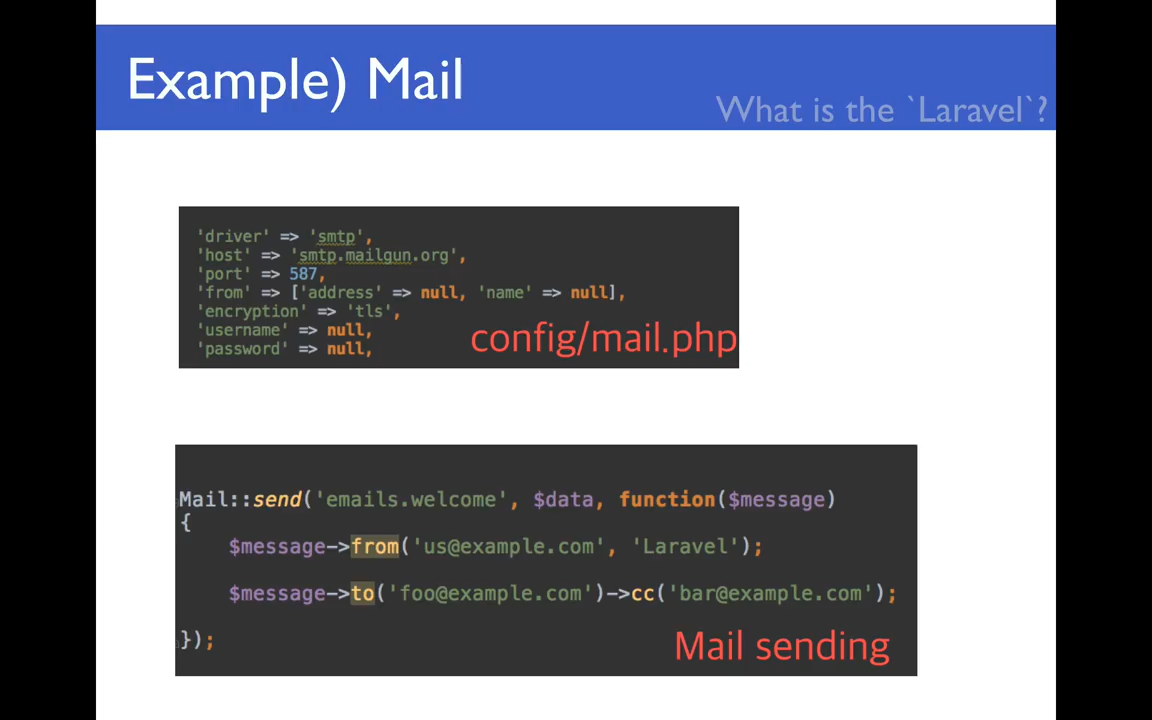 Example) Mail
What is the `Laravel`?
'driver' => 'smtp',
'host' => 'smtp.mailgun.org',
'port' => 587,
'from' => ['address' => null, 'name' => null],
'encryption' => 'tls',
'username' => null,
'password' => null,
config/mail.php
Mail::send('emails.welcome', $data, function($message)
{
$message->from('us@example.com', 'Laravel');
$message->to('foo@example.com')->cc('bar@example.com');
});
Mail sending